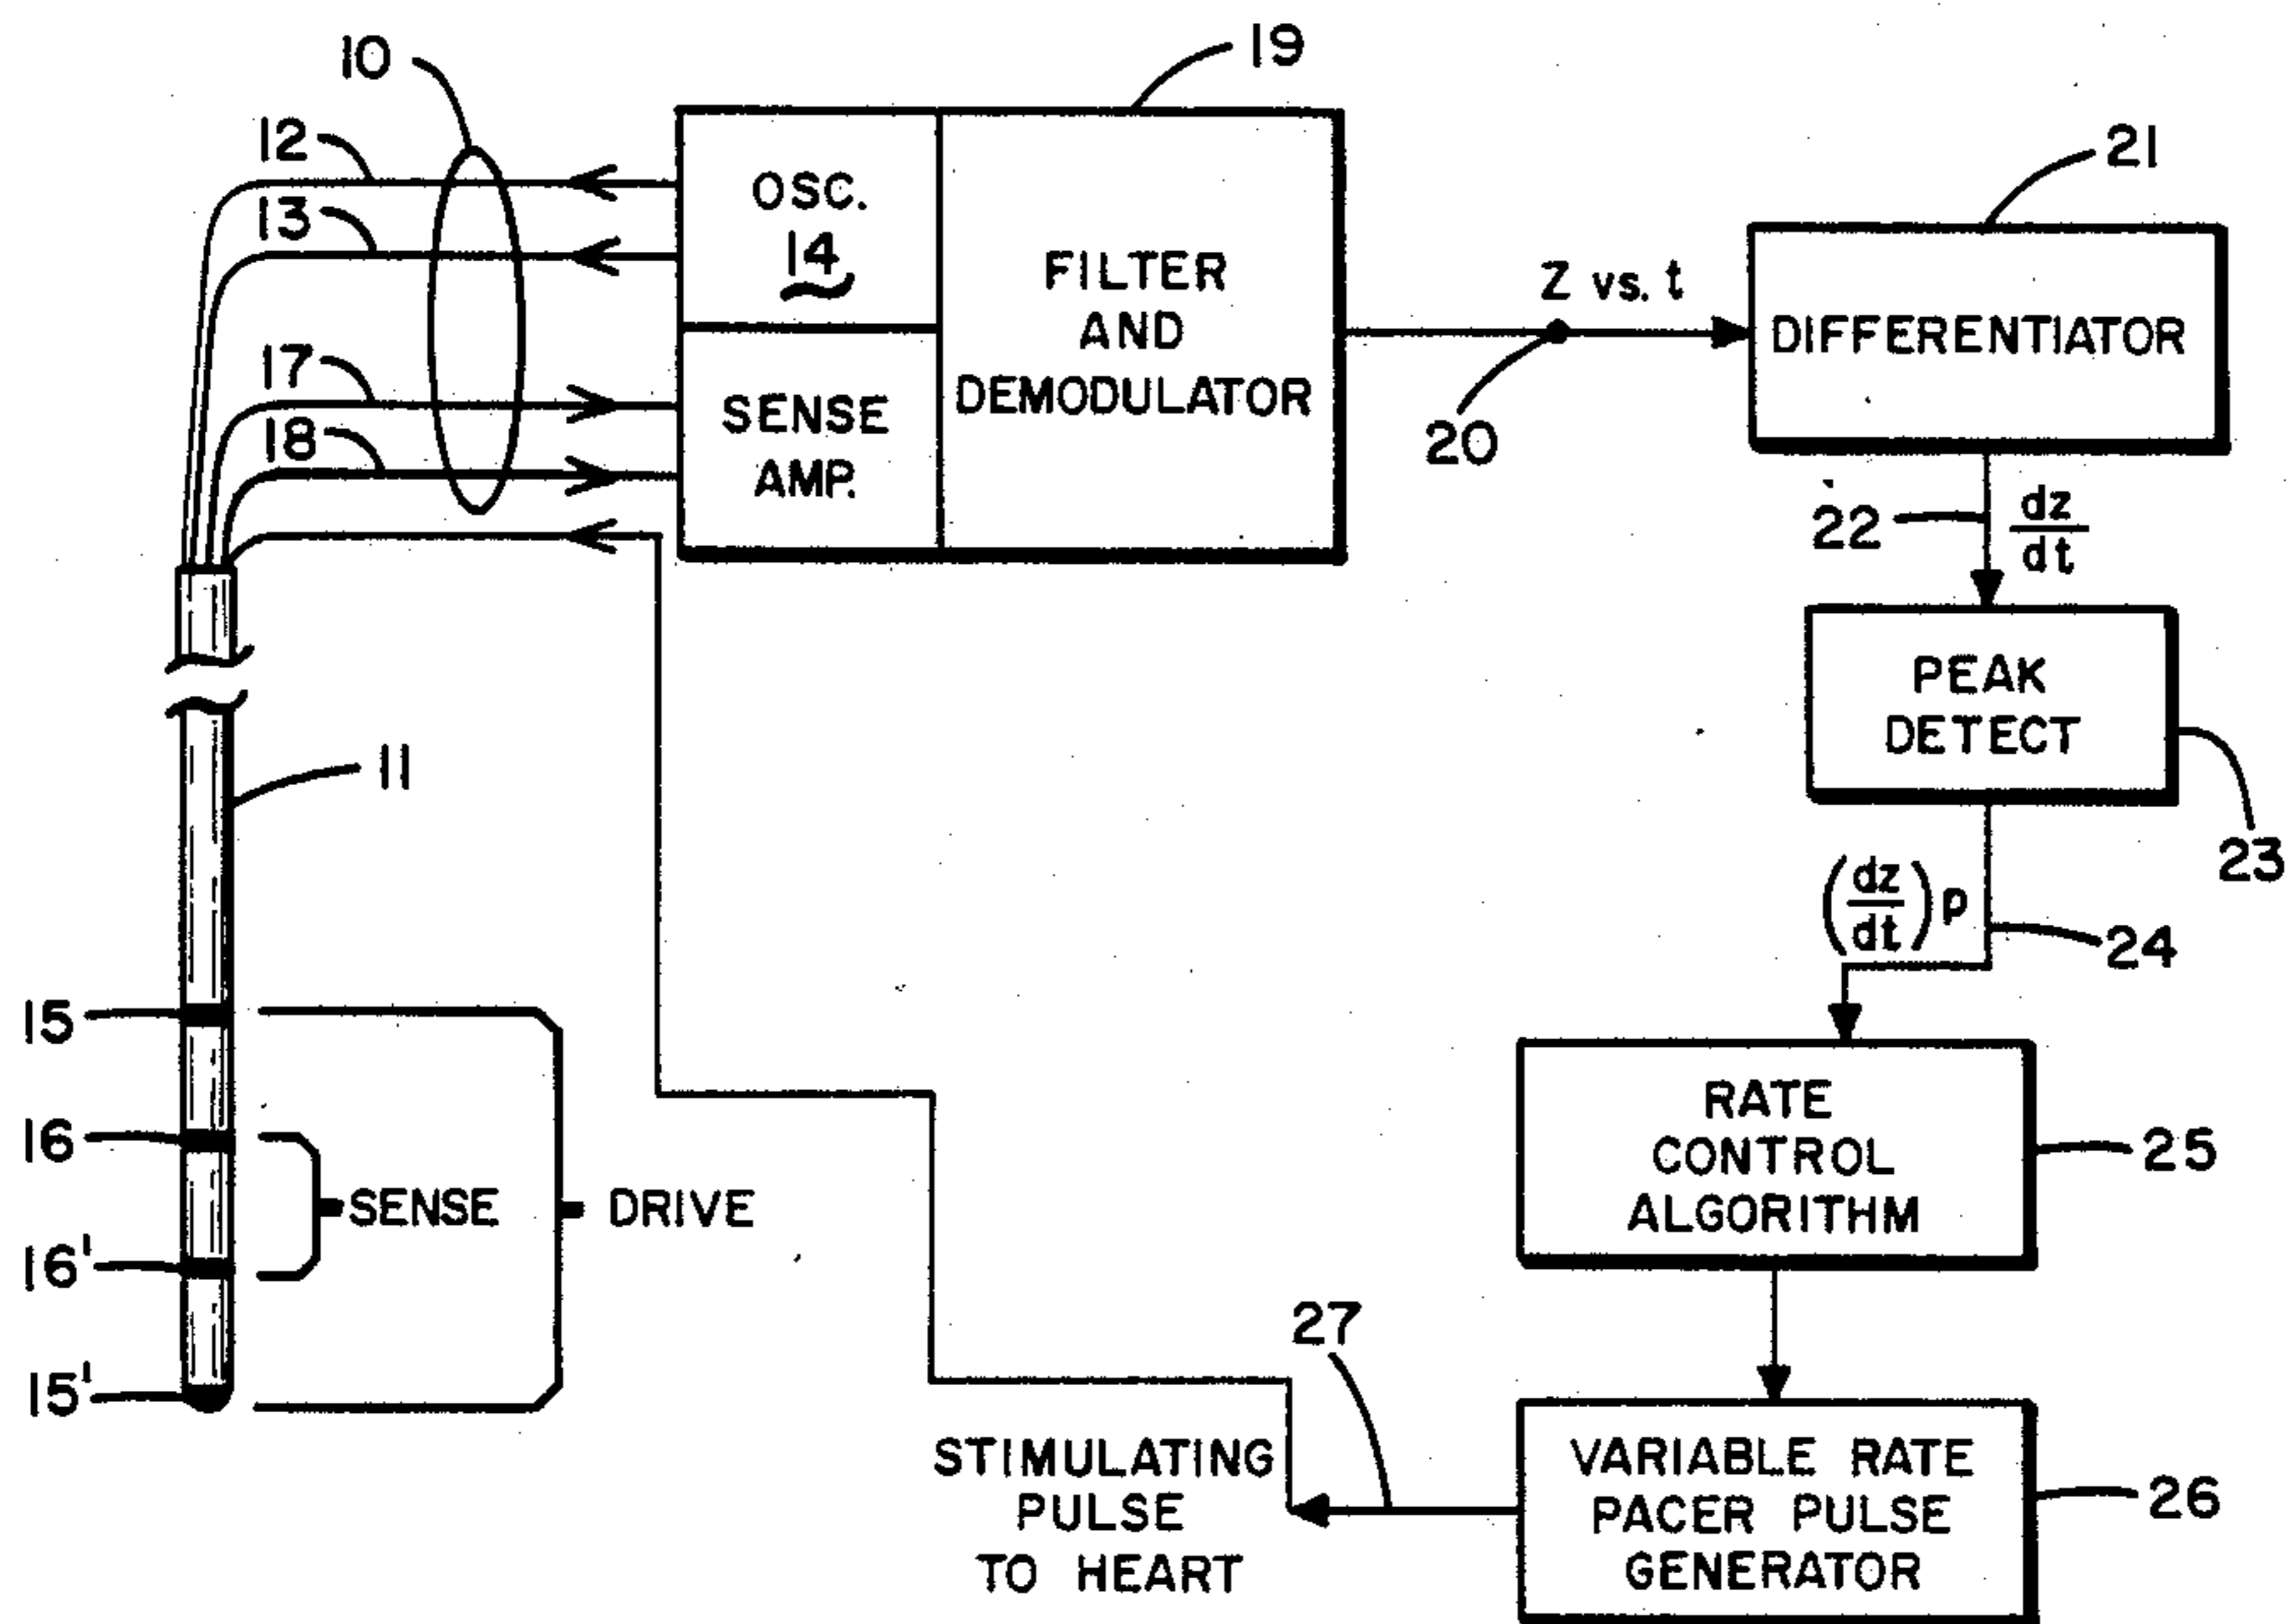 10
12
13
17
18
OSC.
14
SENSE
AMP.
FILTER
AND
DEMODULATOR
19
Z vs. t
20
21
DIFFERENTIATOR
22
dz
dt
PEAK
DETECT
23
(dz
dt)p
24
RATE
CONTROL
ALGORITHM
25
VARIABLE RATE
PACER PULSE
GENERATOR
26
27
STIMULATING
PULSE
TO HEART
11
15
16
16'
15'
SENSE
DRIVE